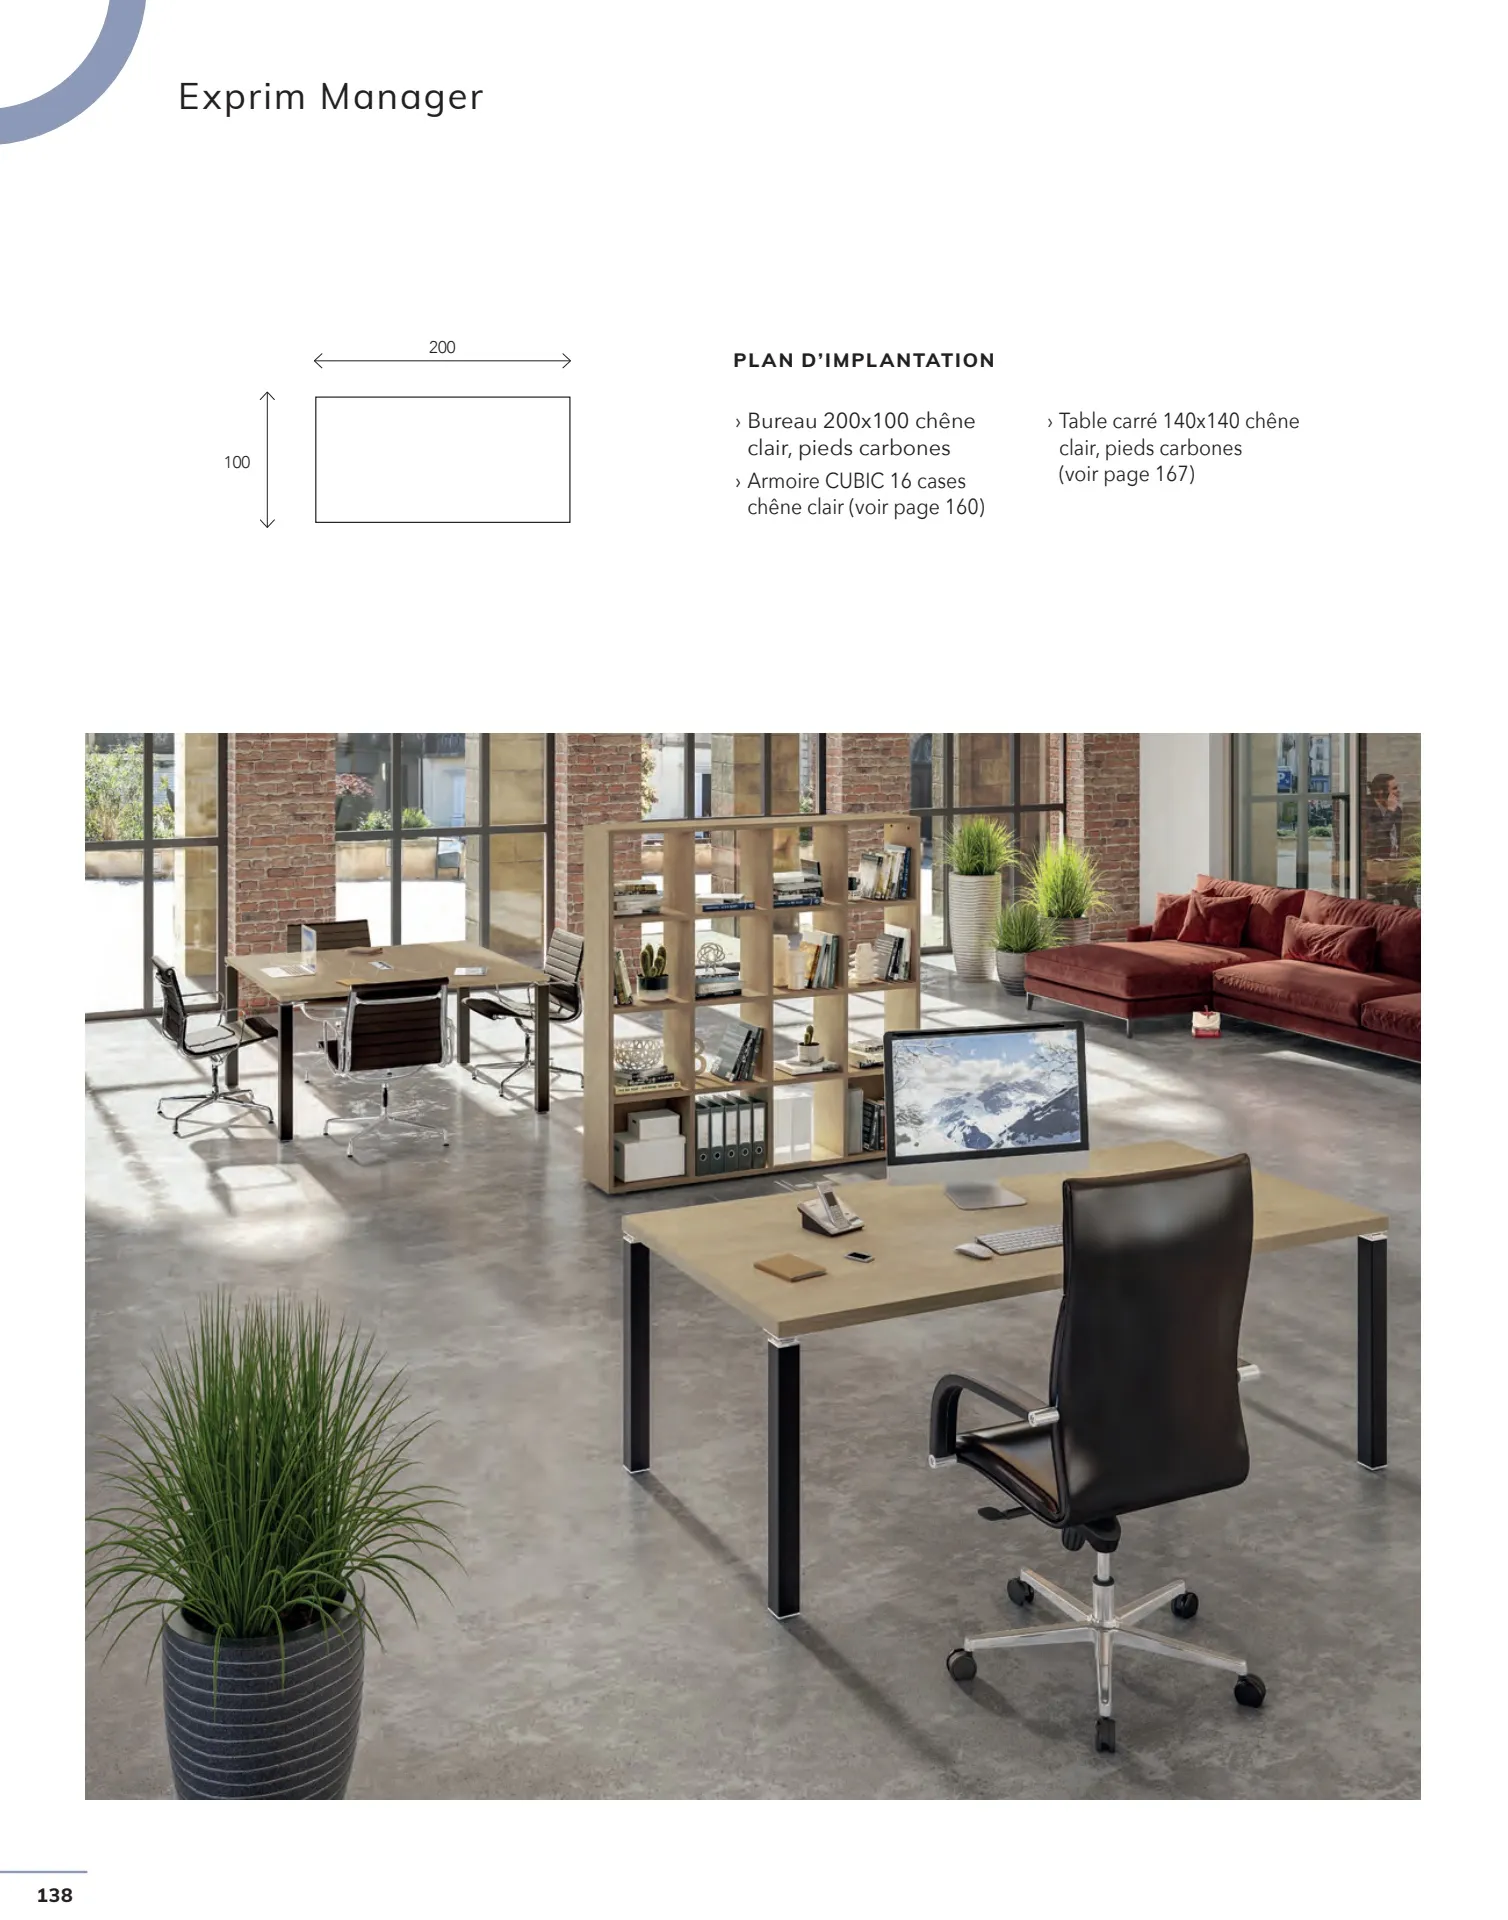 Exprim Manager
200
100
PLAN D’IMPLANTATION
› Bureau 200x100 chêne
clair, pieds carbones
› Armoire CUBIC 16 cases
chêne clair (voir page 160)
› Table carré 140x140 chêne
clair, pieds carbones
(voir page 167)
138